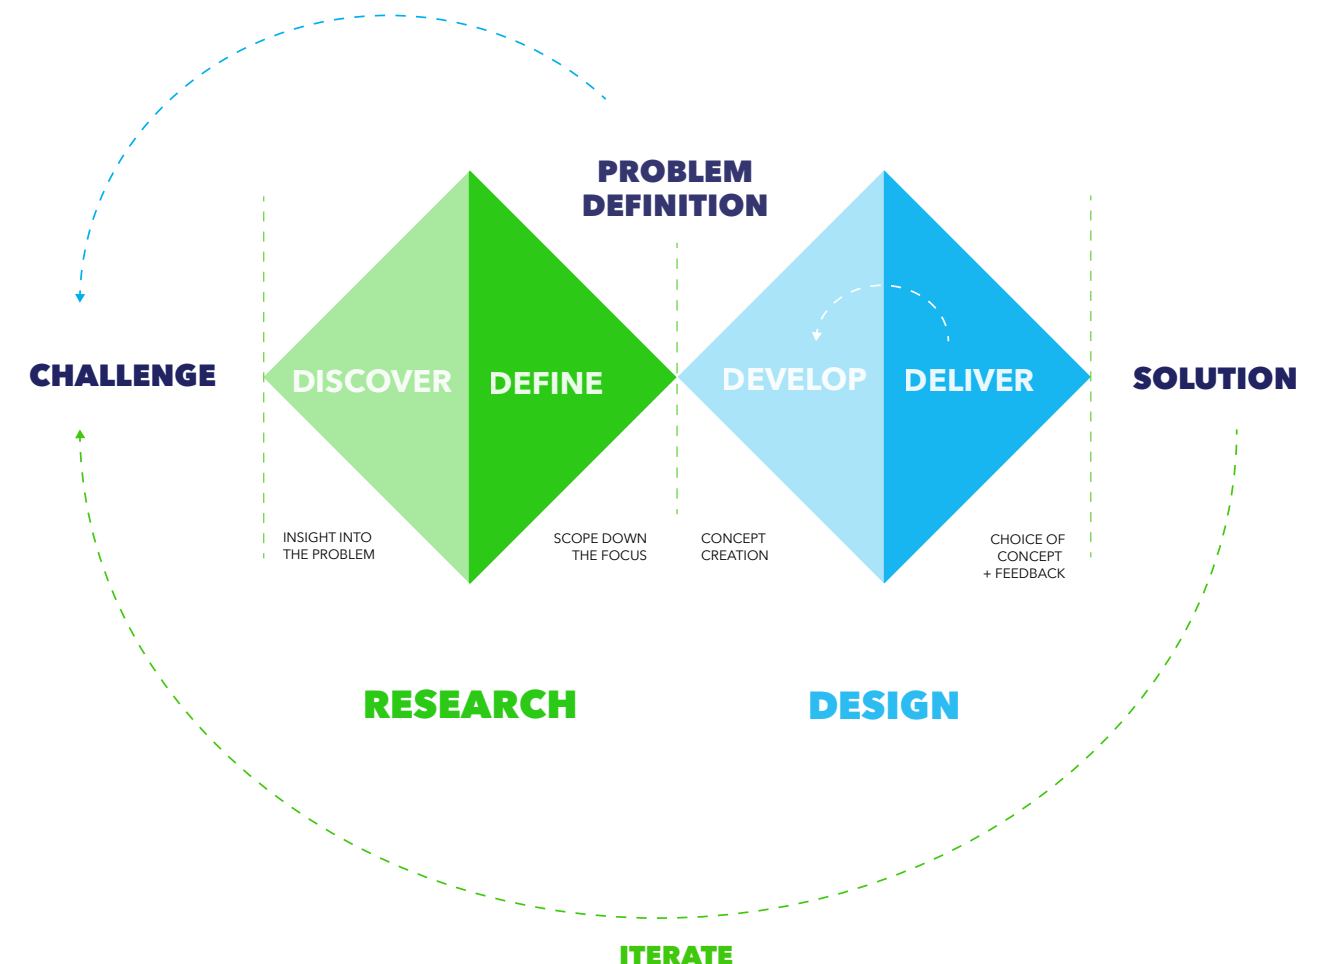 PROBLEM
DEFINITION
CHALLENGE
DISCOVER
DEFINE
DEVELOP
DELIVER
SOLUTION
INSIGHT INTO
THE PROBLEM
SCOPE DOWN
THE FOCUS
CONCEPT
CREATION
CHOICE OF
CONCEPT
+ FEEDBACK
RESEARCH
DESIGN
ITERATE